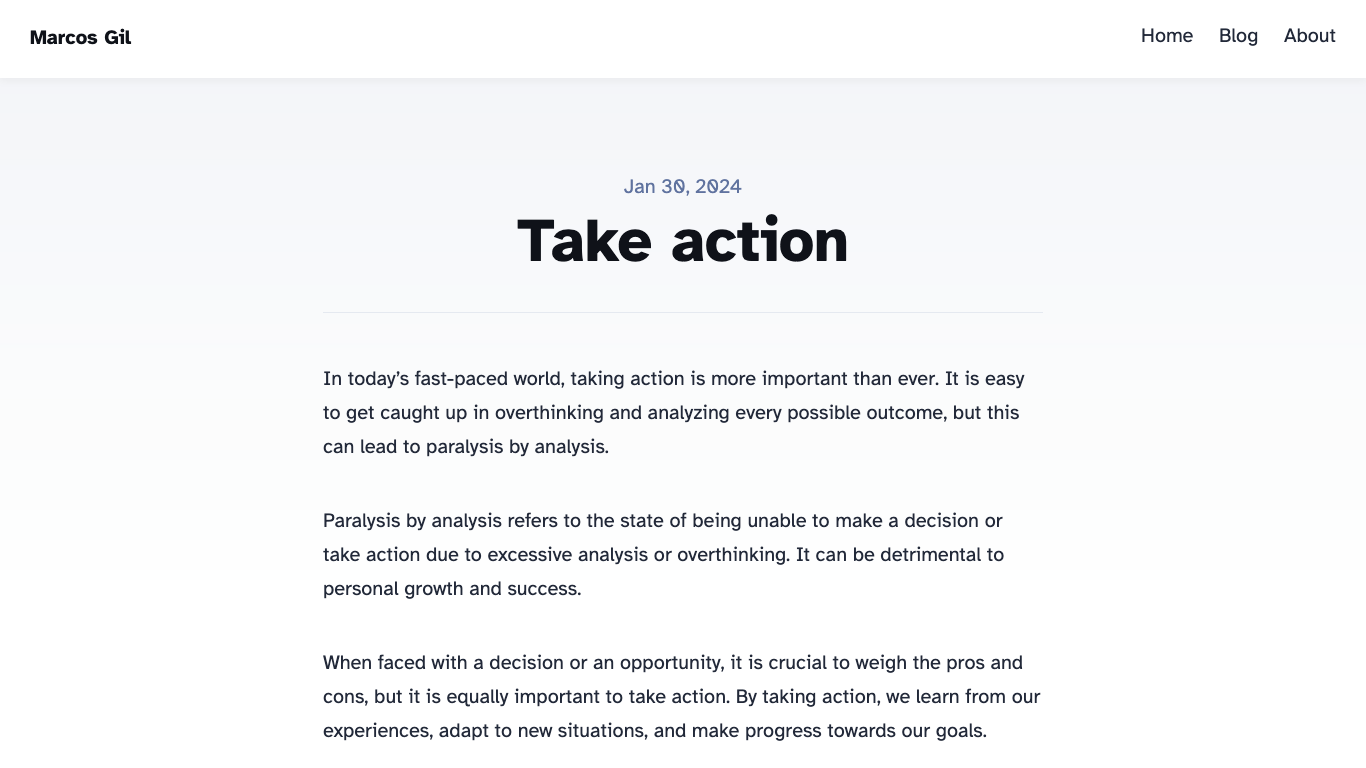 Marcos Gil
Home Blog About
Jan 30, 2024
Take action
In today’s fast-paced world, taking action is more important than ever. It is easy
to get caught up in overthinking and analyzing every possible outcome, but this
can lead to paralysis by analysis.
Paralysis by analysis refers to the state of being unable to make a decision or
take action due to excessive analysis or overthinking. It can be detrimental to
personal growth and success.
When faced with a decision or an opportunity, it is crucial to weigh the pros and
cons, but it is equally important to take action. By taking action, we learn from our
experiences, adapt to new situations, and make progress towards our goals.